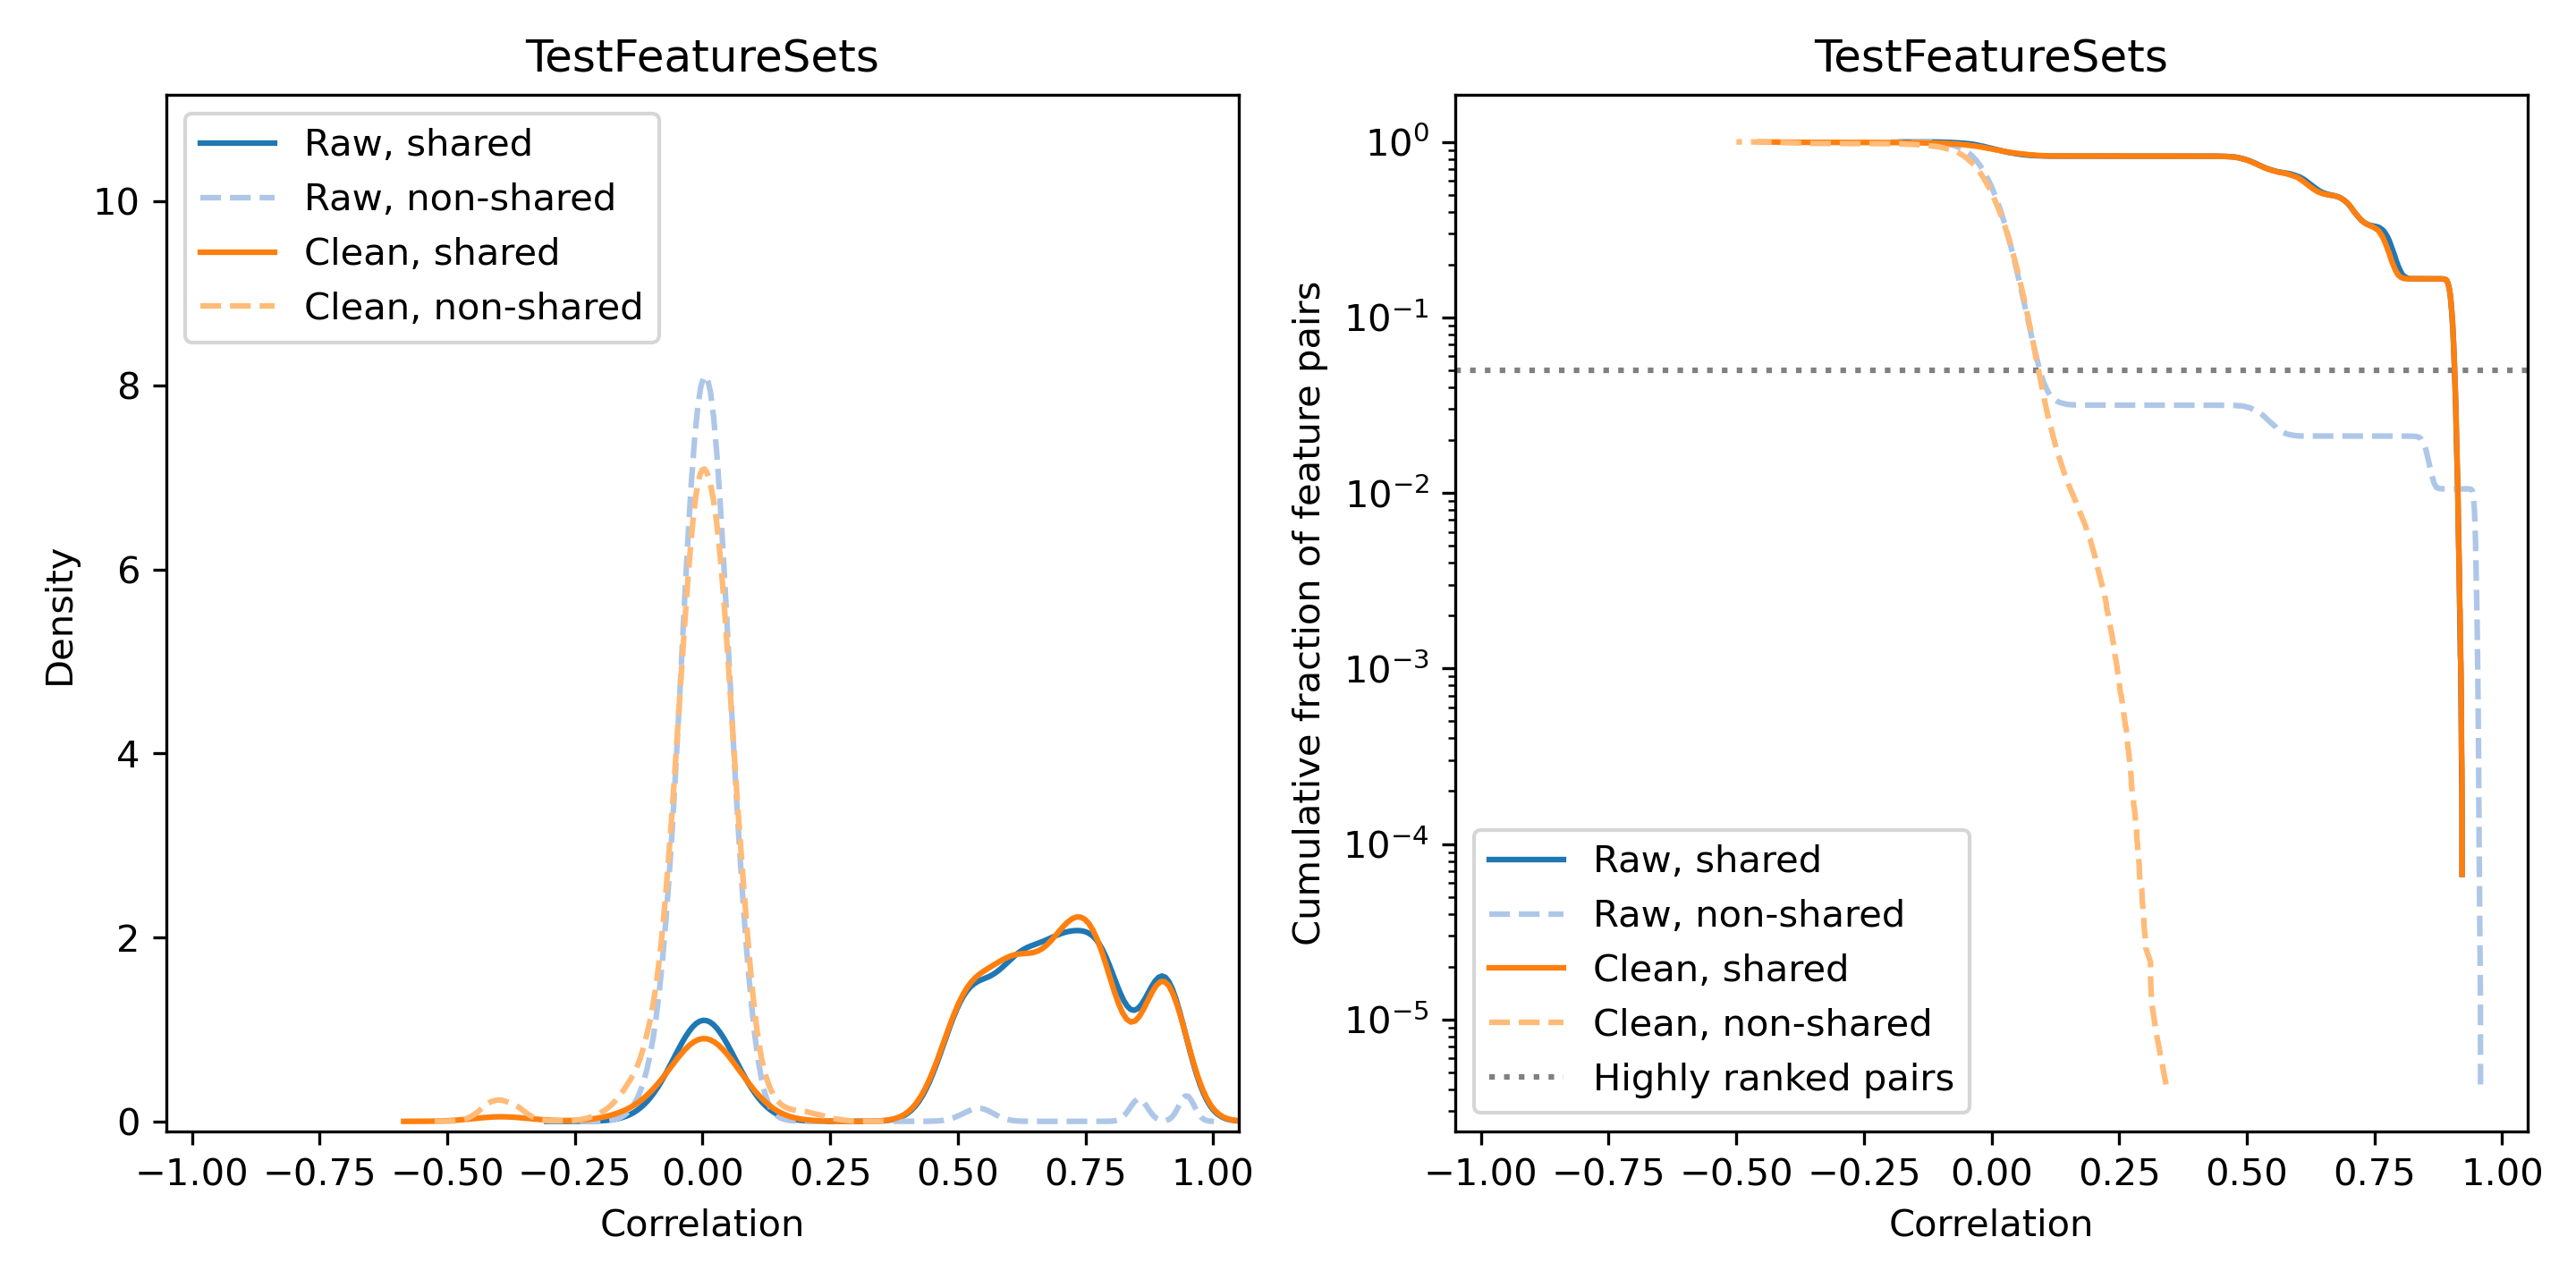 TestFeatureSets
Raw, shared
Raw, non-shared
Clean, shared
Clean, non-shared
10
8
6
4
2
0
Density
−1.00 −0.75 −0.50 −0.25 0.00 0.25 0.50 0.75 1.00
Correlation
TestFeatureSets
10⁰
10⁻¹
10⁻²
10⁻³
10⁻⁴
10⁻⁵
Cumulative fraction of feature pairs
Raw, shared
Raw, non-shared
Clean, shared
Clean, non-shared
Highly ranked pairs
−1.00 −0.75 −0.50 −0.25 0.00 0.25 0.50 0.75 1.00
Correlation